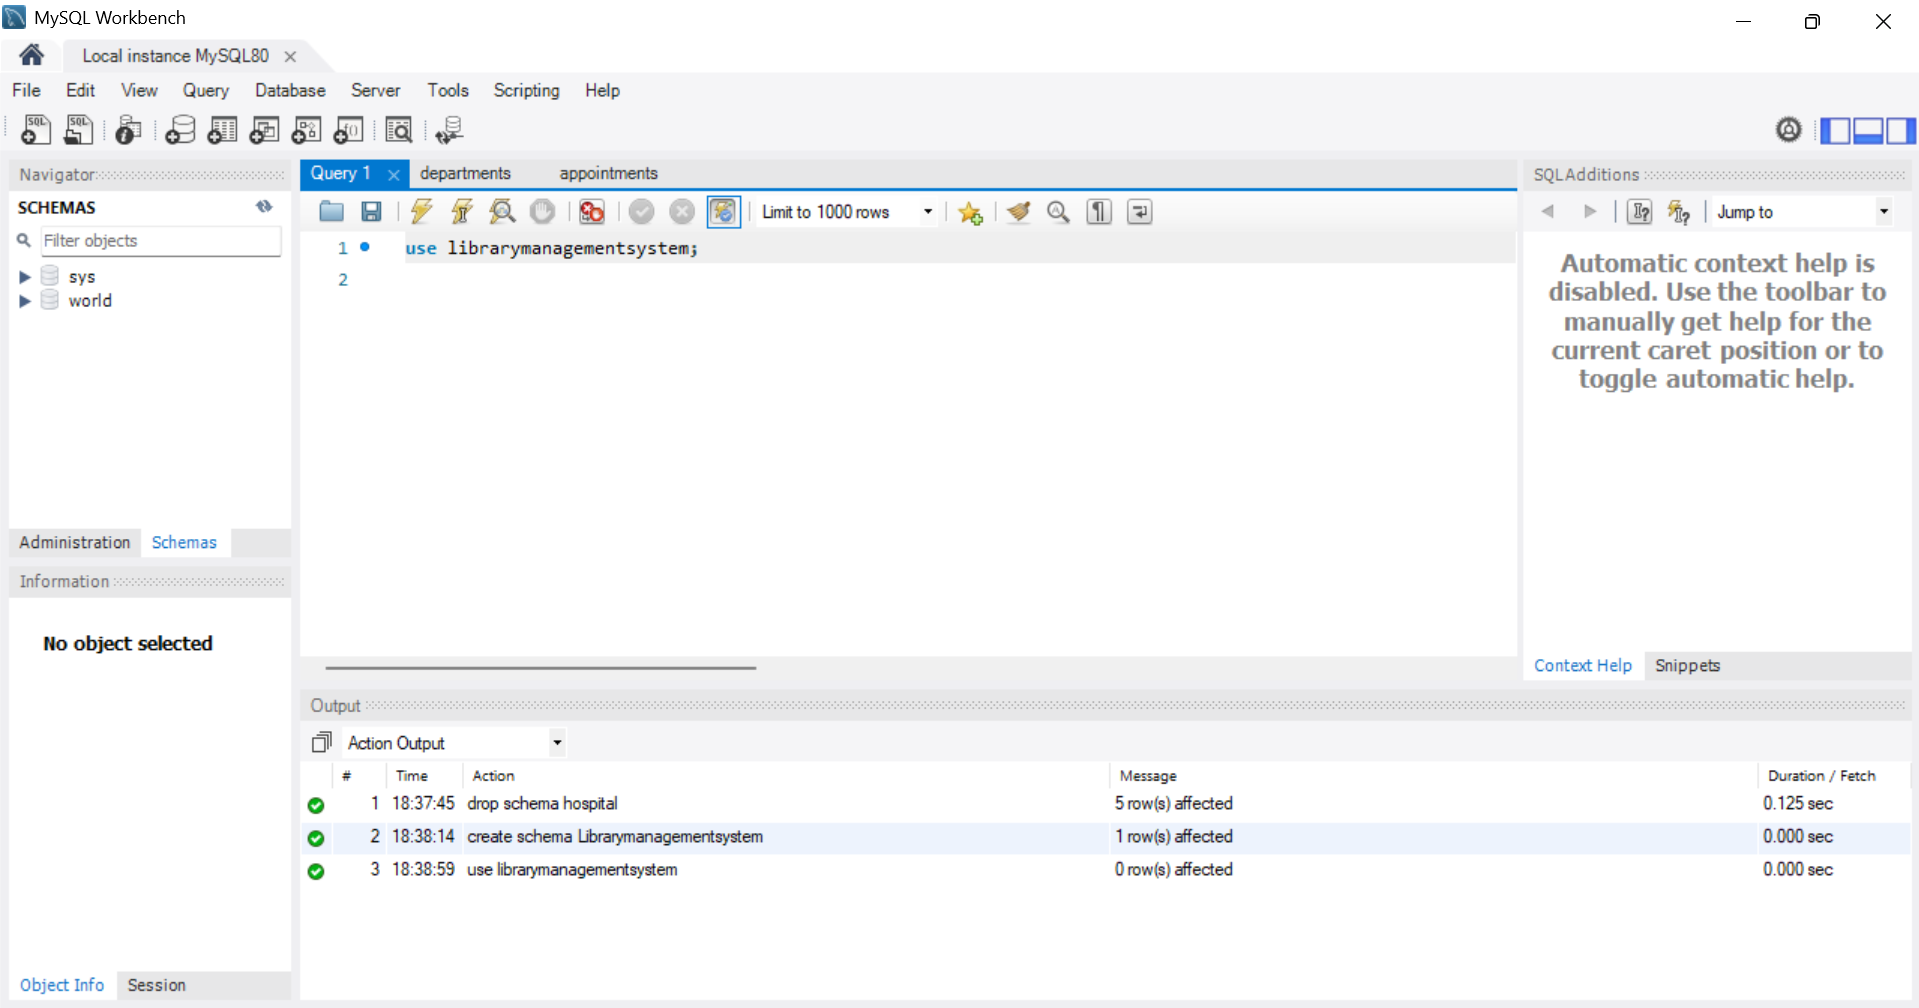 MySQL Workbench
Local instance MySQL80
File Edit View Query Database Server Tools Scripting Help
Navigator
SCHEMAS
Filter objects
sys
world
Administration Schemas
Information
No object selected
Object Info Session
Query 1 departments appointments
Limit to 1000 rows
1 use librarymanagementsystem;
2
SQLAdditions
Jump to
Automatic context help is
disabled. Use the toolbar to
manually get help for the
current caret position or to
toggle automatic help.
Context Help Snippets
Output
Action Output
# Time Action Message Duration / Fetch
1 18:37:45 drop schema hospital 5 row(s) affected 0.125 sec
2 18:38:14 create schema Librarymanagementsystem 1 row(s) affected 0.000 sec
3 18:38:59 use librarymanagementsystem 0 row(s) affected 0.000 sec